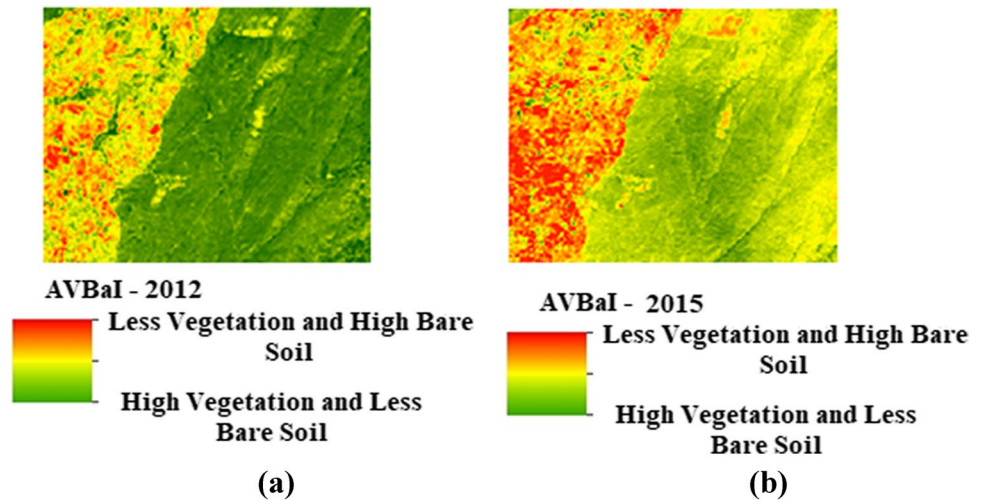 AVBaI - 2012
Less Vegetation and High Bare
Soil
High Vegetation and Less
Bare Soil
(a)
AVBaI - 2015
Less Vegetation and High Bare
Soil
High Vegetation and Less
Bare Soil
(b)